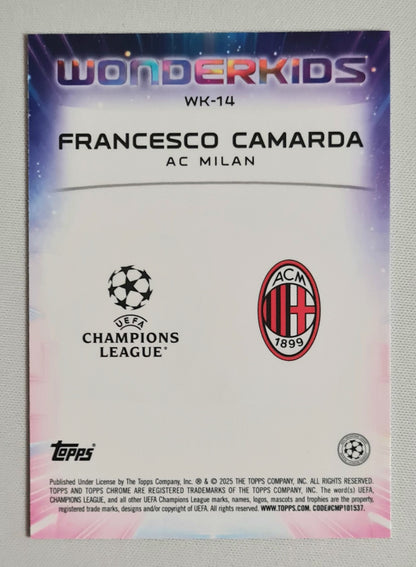 WONDERKIDS
WK-14
FRANCESCO CAMARDA
AC MILAN
UEFA
CHAMPIONS
LEAGUE®
ACM
1899
Topps
Published Under License by The Topps Company, Inc. ® & © 2025 THE TOPPS COMPANY, INC. ALL RIGHTS RESERVED.
TOPPS AND TOPPS CHROME ARE REGISTERED TRADEMARKS OF THE TOPPS COMPANY, INC. The word(s) UEFA,
CHAMPIONS LEAGUE, and all other UEFA Champions League marks, names, logos, mascots and trophies are the property,
registered trade marks, designs and/or copyright of UEFA. All rights reserved. WWW.TOPPS.COM. CODE#CMP101537.